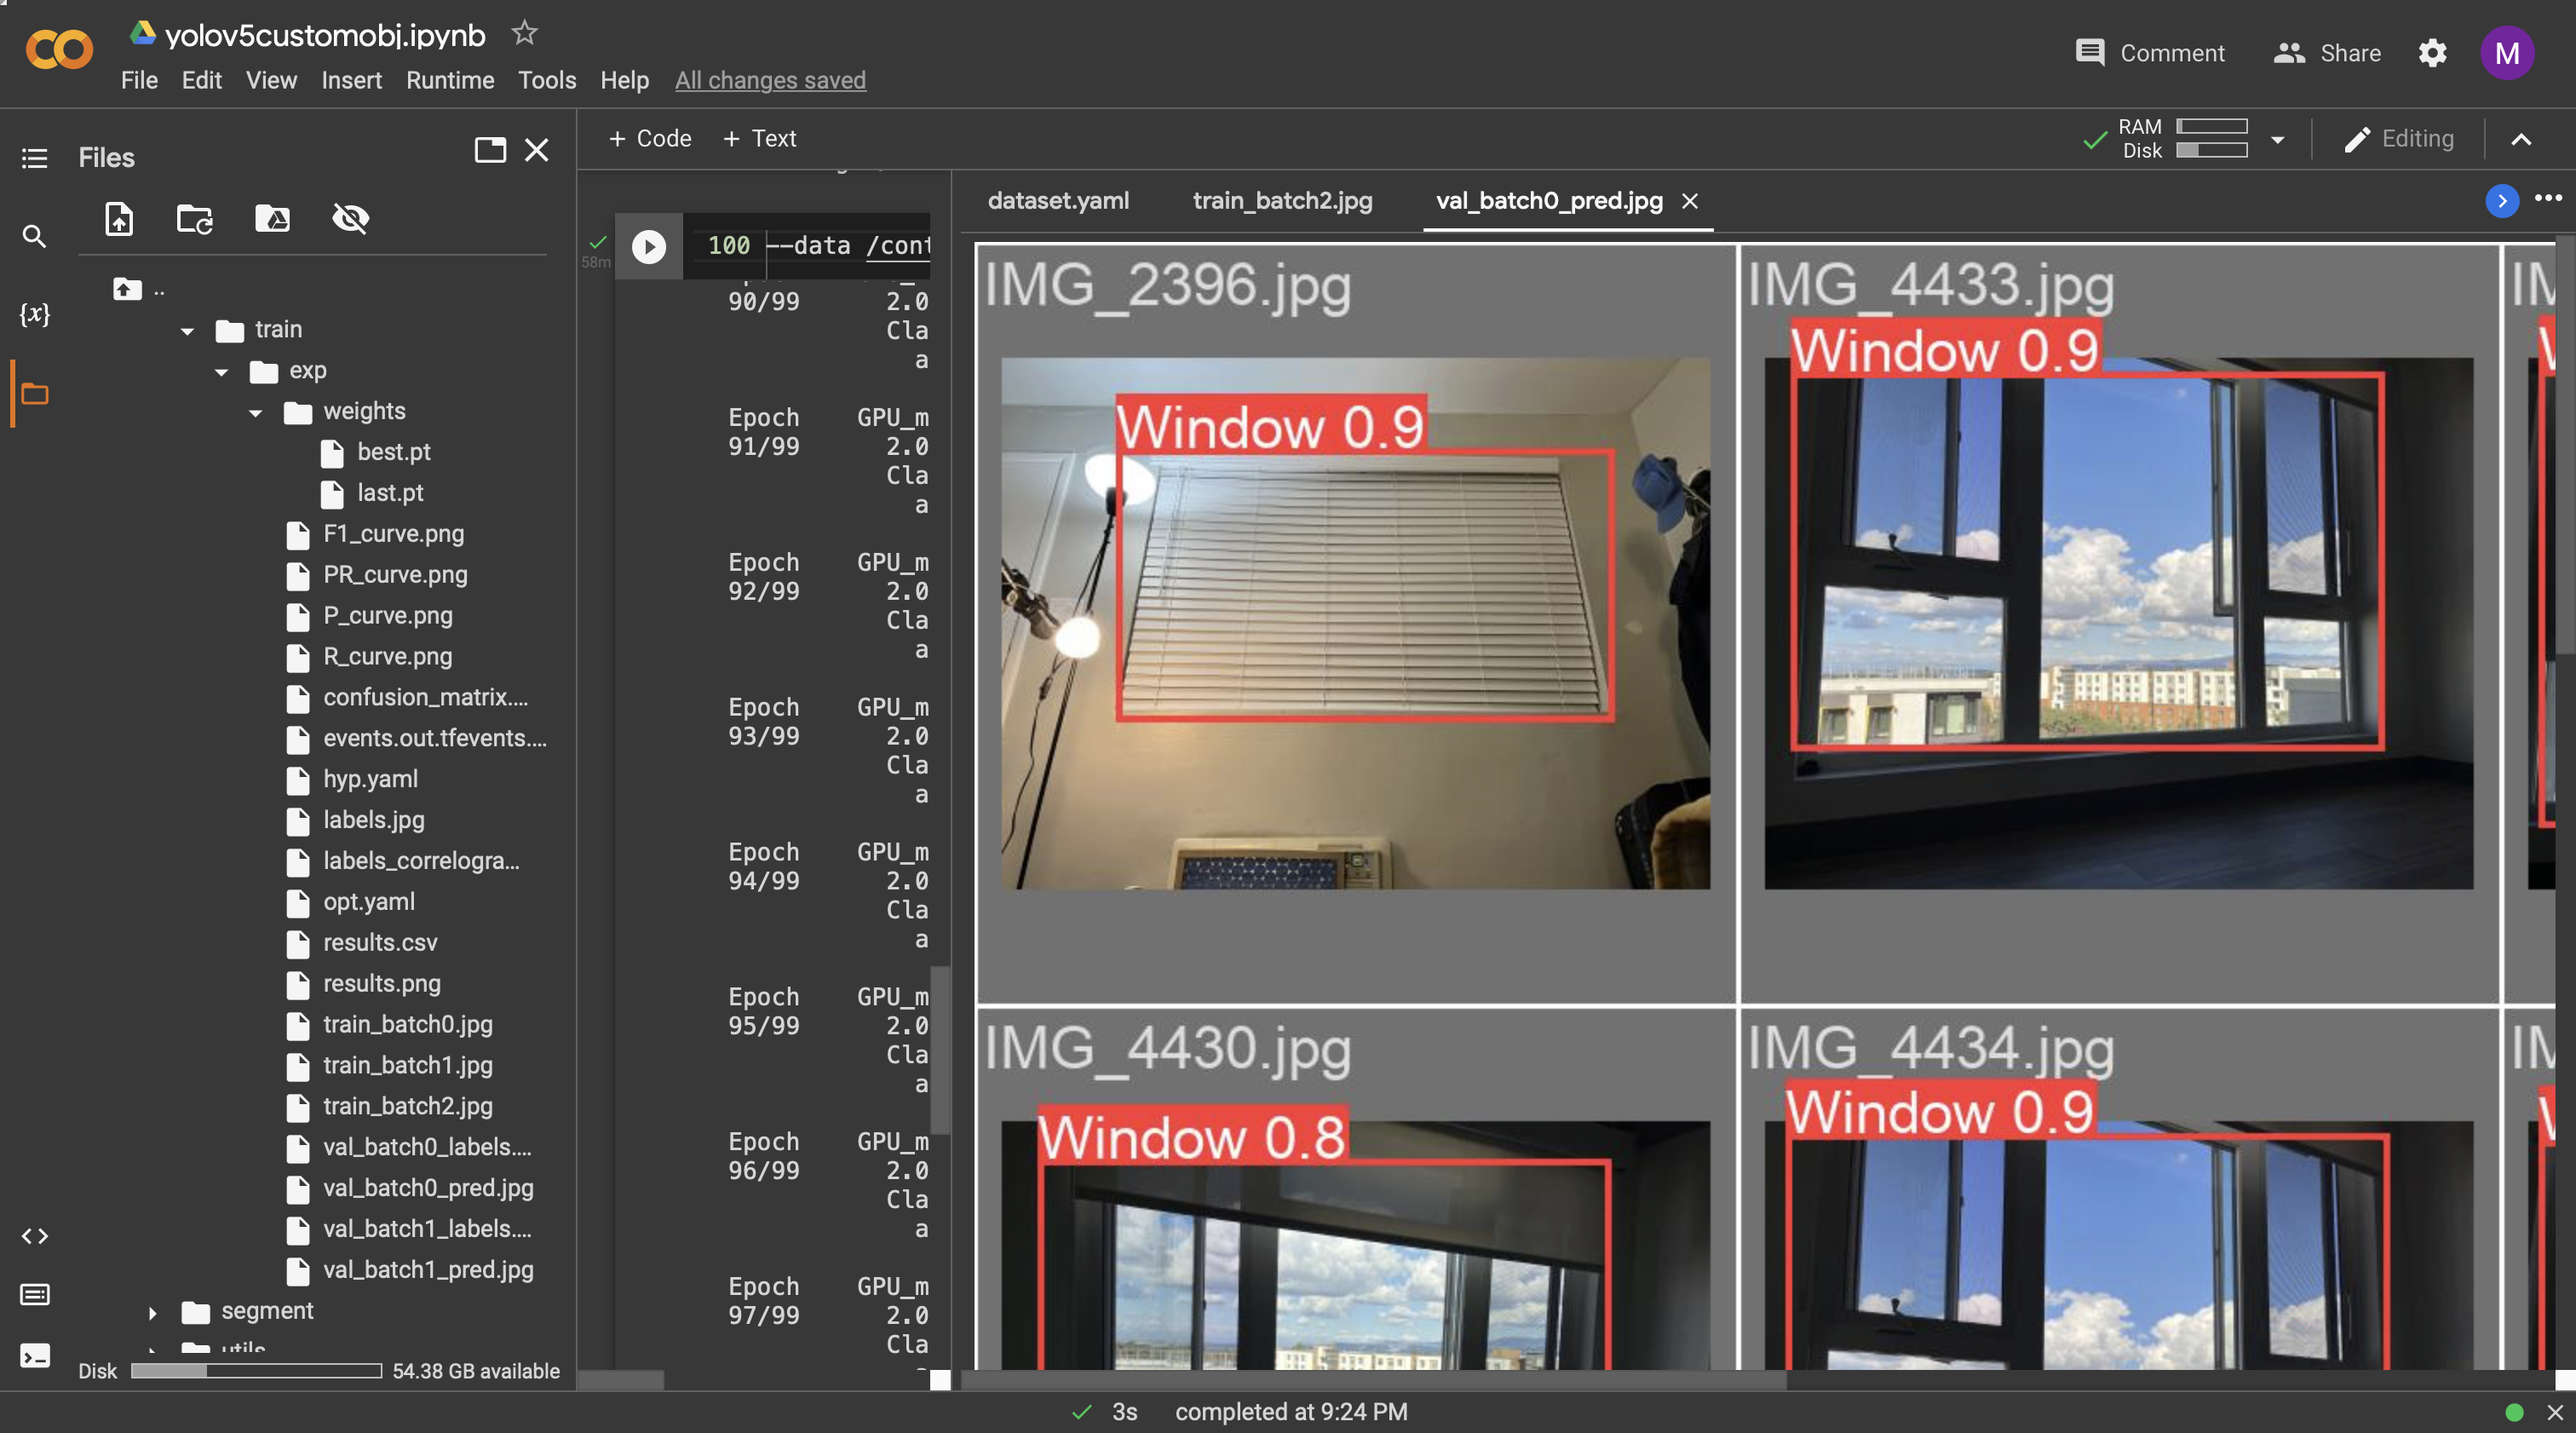 yolov5customobj.ipynb
File Edit View Insert Runtime Tools Help All changes saved
Comment Share M
Files
+ Code + Text
RAM
Disk
Editing
dataset.yaml train_batch2.jpg val_batch0_pred.jpg
{x}
..
train
exp
weights
best.pt
last.pt
F1_curve.png
PR_curve.png
P_curve.png
R_curve.png
confusion_matrix....
events.out.tfevents....
hyp.yaml
labels.jpg
labels_correlogra...
opt.yaml
results.csv
results.png
train_batch0.jpg
train_batch1.jpg
train_batch2.jpg
val_batch0_labels....
val_batch0_pred.jpg
val_batch1_labels....
val_batch1_pred.jpg
segment
utils
Disk 54.38 GB available
58m
100 --data /cont
90/99 2.0
Cla
a
Epoch GPU_m
91/99 2.0
Cla
a
Epoch GPU_m
92/99 2.0
Cla
a
Epoch GPU_m
93/99 2.0
Cla
a
Epoch GPU_m
94/99 2.0
Cla
a
Epoch GPU_m
95/99 2.0
Cla
a
Epoch GPU_m
96/99 2.0
Cla
a
Epoch GPU_m
97/99 2.0
Cla
IMG_2396.jpg
Window 0.9
IMG_4433.jpg
Window 0.9
IMG_4430.jpg
Window 0.8
IMG_4434.jpg
Window 0.9
3s completed at 9:24 PM